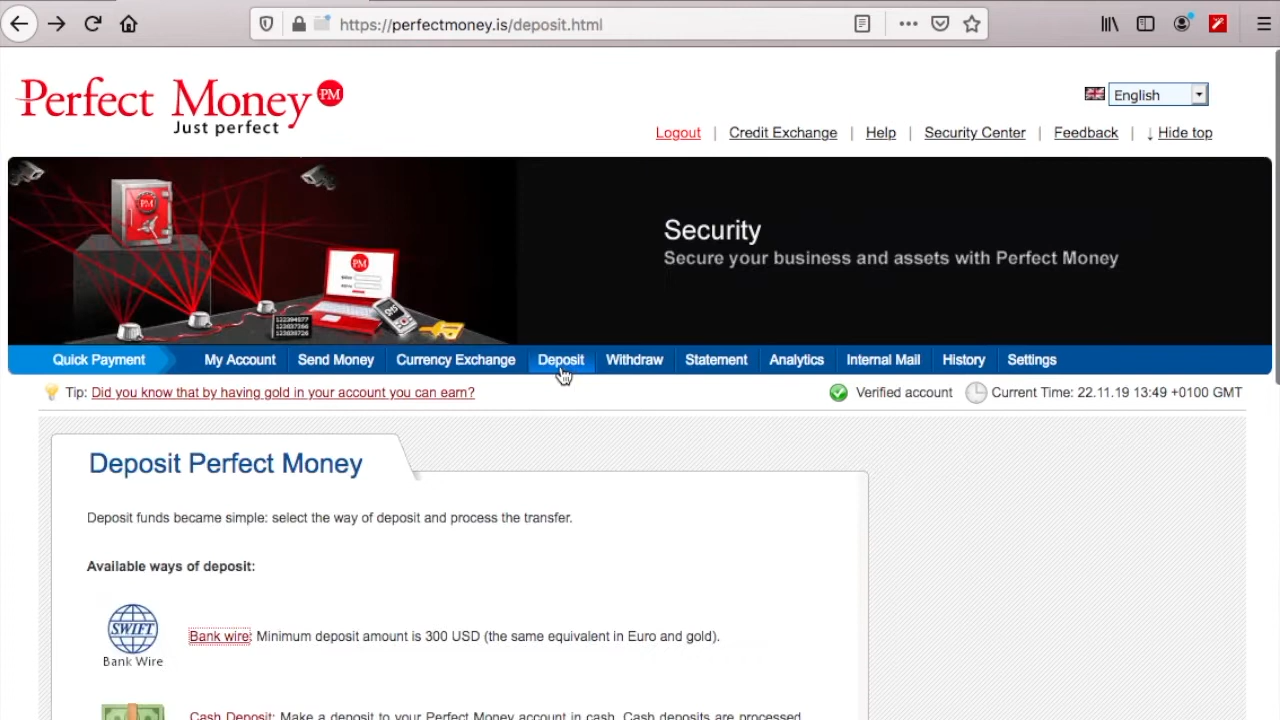 https://perfectmoney.is/deposit.html
Perfect Money PM
Just perfect
English
Logout | Credit Exchange | Help | Security Center | Feedback | ↓ Hide top
PM
PM
SMS
Security
Secure your business and assets with Perfect Money
Quick Payment My Account Send Money Currency Exchange Deposit Withdraw Statement Analytics Internal Mail History Settings
Tip: Did you know that by having gold in your account you can earn? Verified account Current Time: 22.11.19 13:49 +0100 GMT
Deposit Perfect Money
Deposit funds became simple: select the way of deposit and process the transfer.
Available ways of deposit:
SWIFT
Bank Wire
Bank wire: Minimum deposit amount is 300 USD (the same equivalent in Euro and gold).
Cash Deposit: Make a deposit to your Perfect Money account in cash. Cash deposits are processed